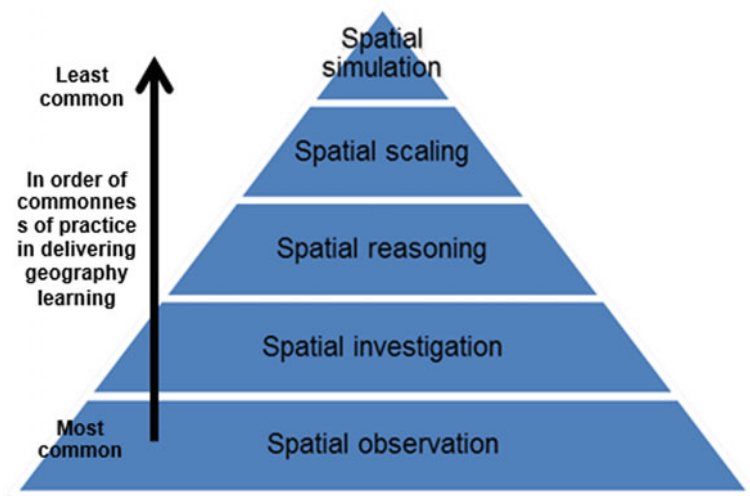 Spatial
simulation
Least
common
Spatial scaling
In order of
commonnes
s of practice
in delivering
geography
learning
Spatial reasoning
Spatial investigation
Most
common
Spatial observation